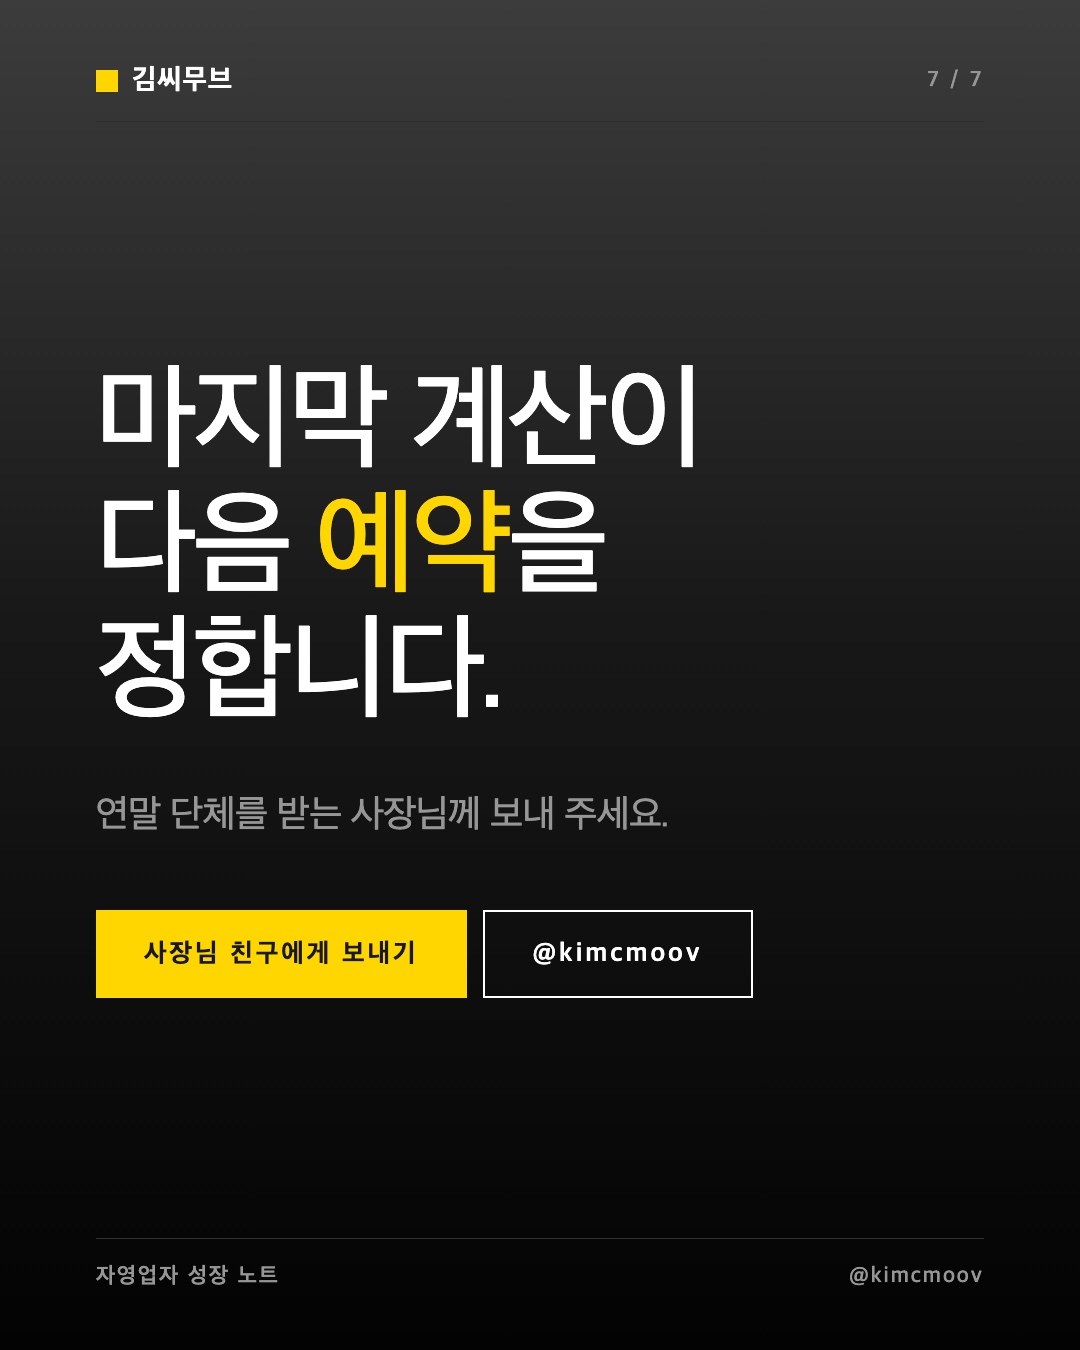 김씨무브
7 / 7
마지막 계산이
다음 예약을
정합니다.
연말 단체를 받는 사장님께 보내 주세요.
사장님 친구에게 보내기
@kimcmoov
자영업자 성장 노트
@kimcmoov